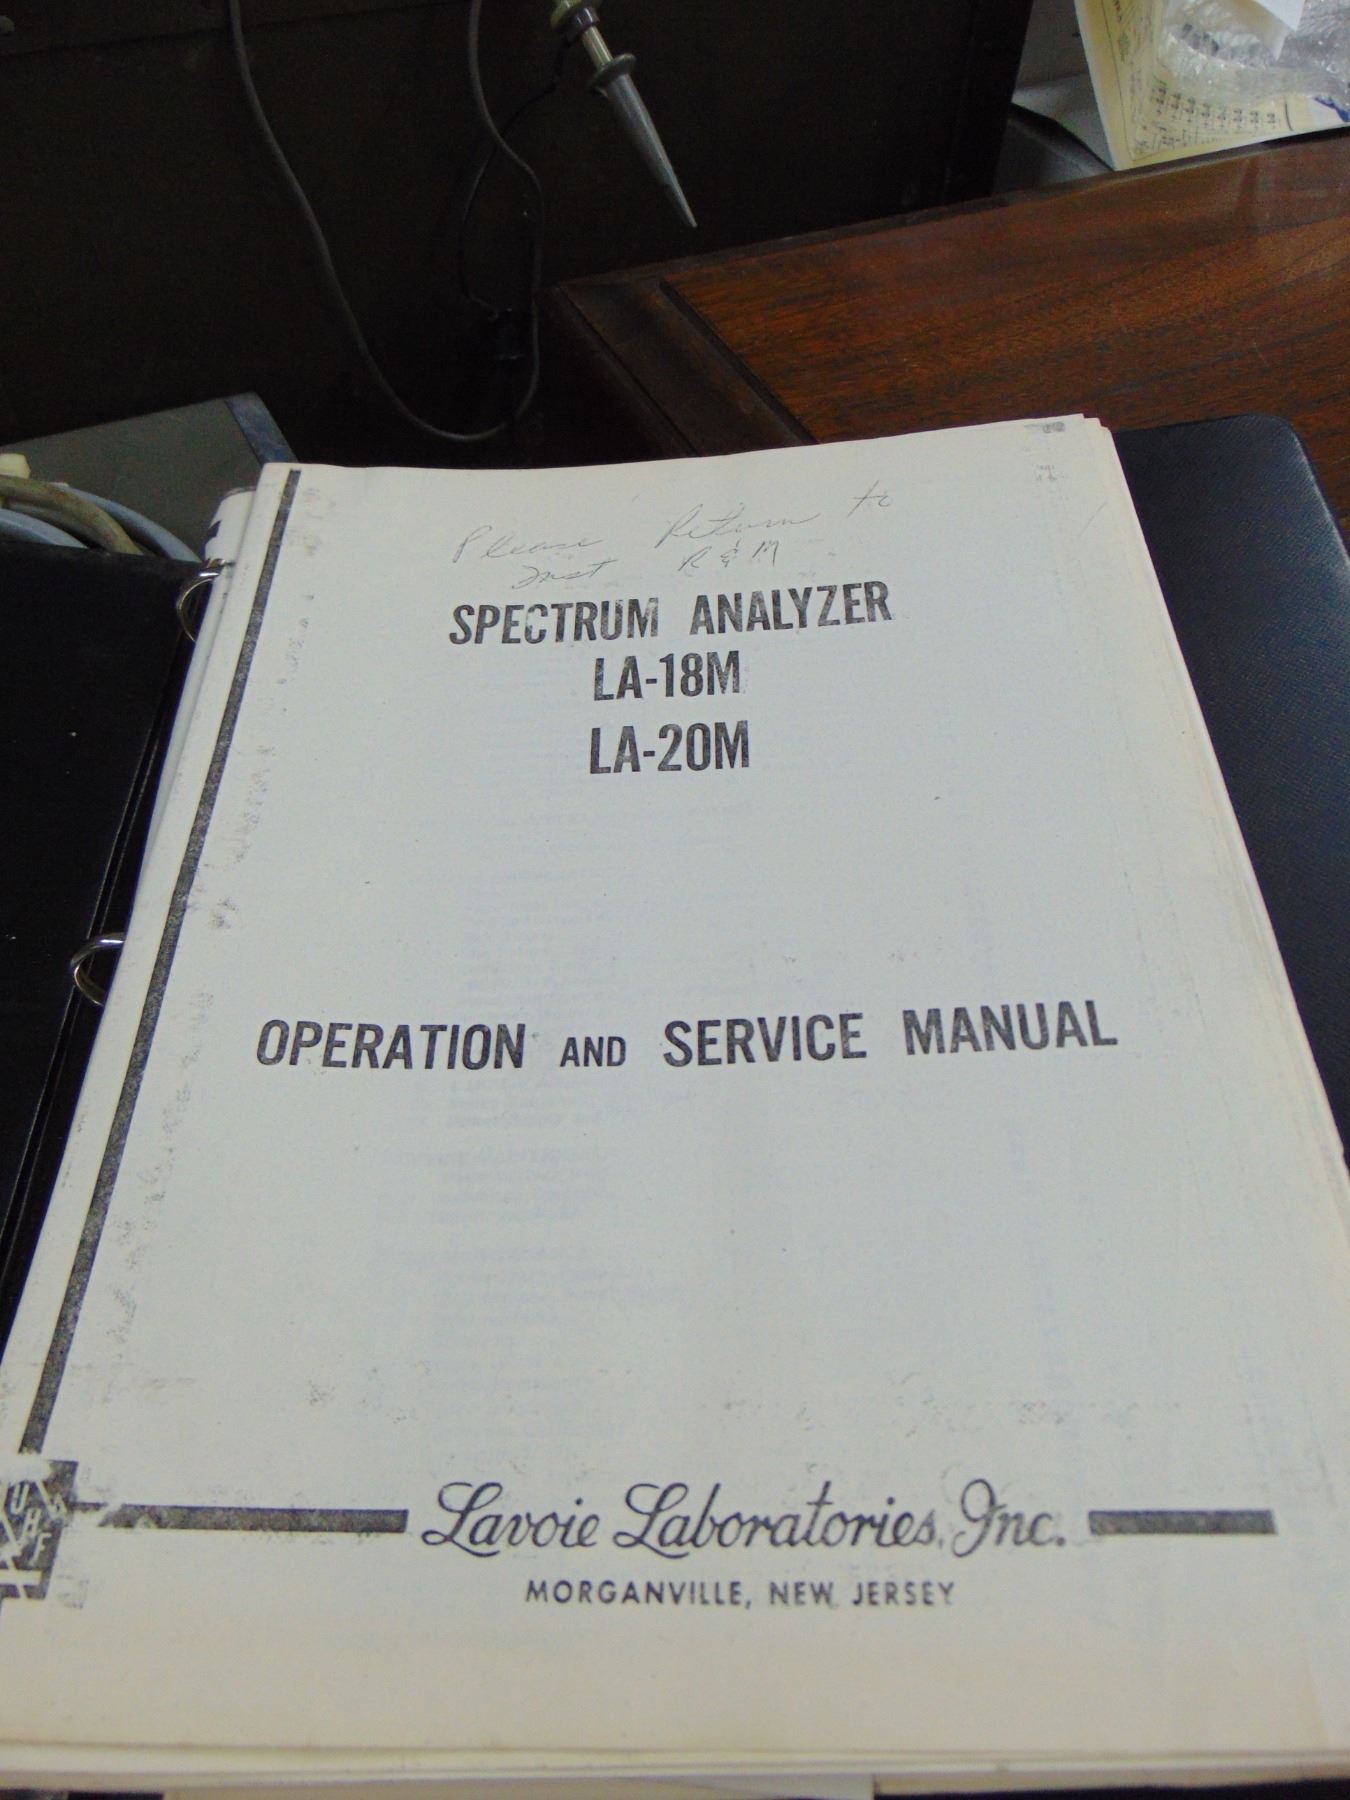 Please Return to
Inst R & M
SPECTRUM ANALYZER
LA-18M
LA-20M
OPERATION AND SERVICE MANUAL
UHF
Lavoie Laboratories, Inc.
MORGANVILLE, NEW JERSEY